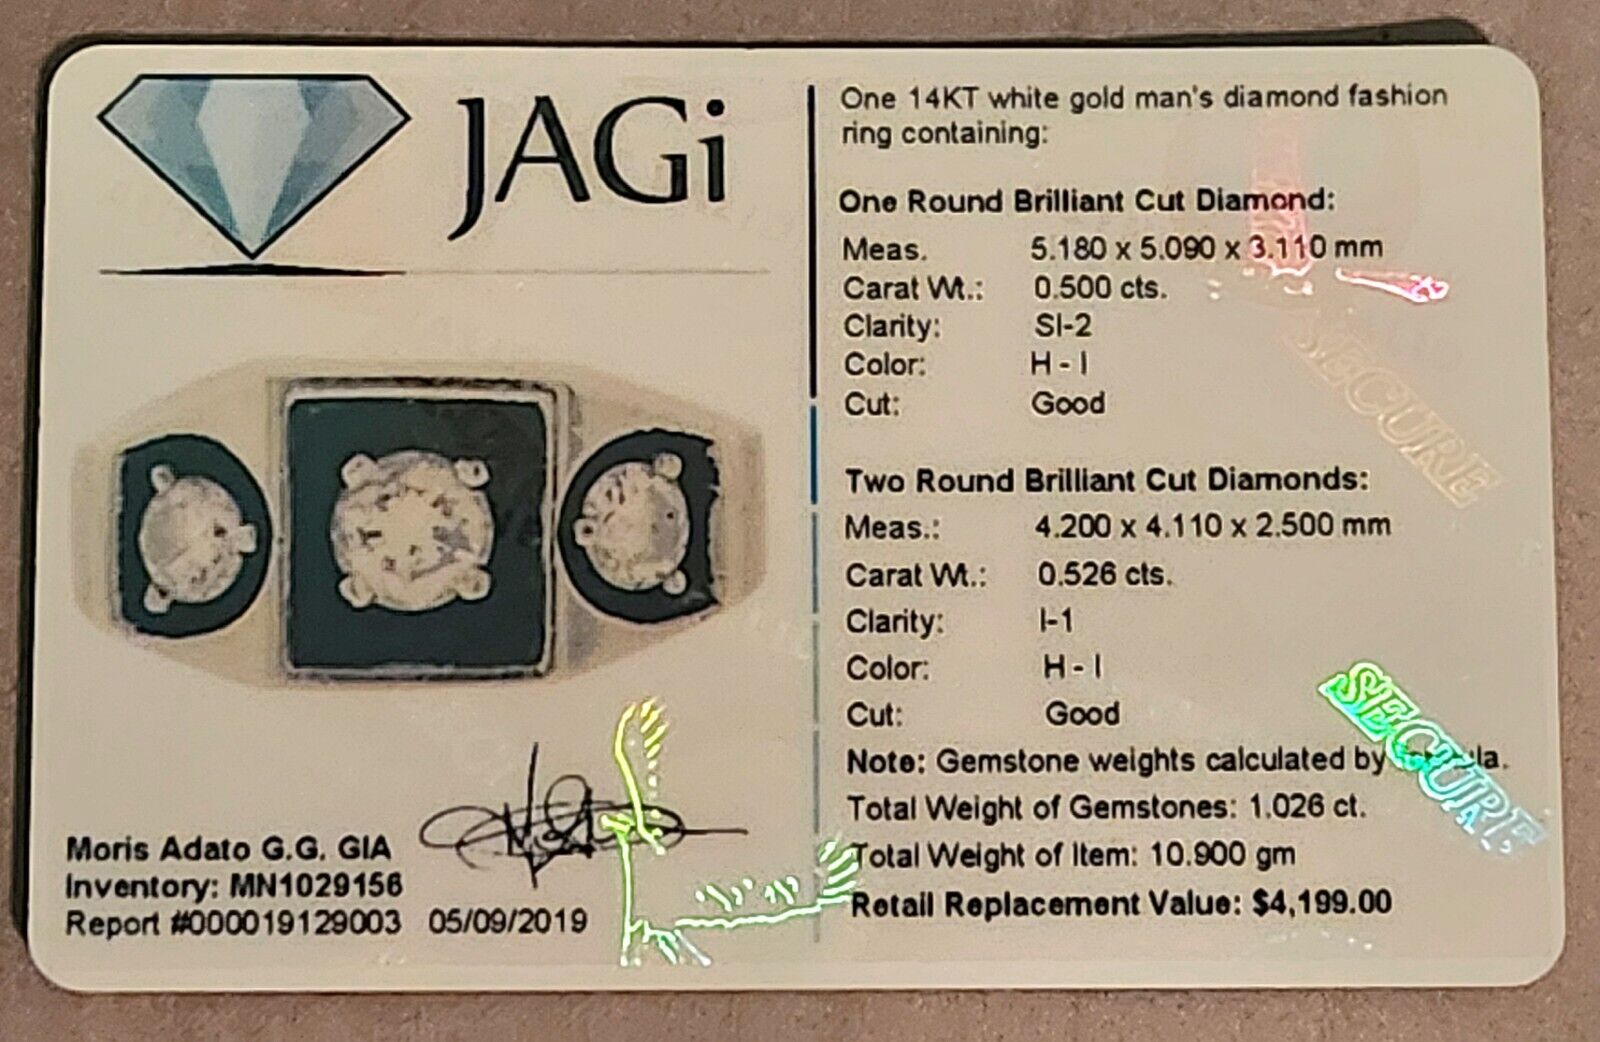 JAGi
Moris Adato G.G. GIA
Inventory: MN1029156
Report #000019129003 05/09/2019
One 14KT white gold man's diamond fashion
ring containing:
One Round Brilliant Cut Diamond:
Meas. 5.180 x 5.090 x 3.110 mm
Carat Wt.: 0.500 cts.
Clarity: SI-2
Color: H - I
Cut: Good
Two Round Brilliant Cut Diamonds:
Meas.: 4.200 x 4.110 x 2.500 mm
Carat Wt.: 0.526 cts.
Clarity: I-1
Color: H - I
Cut: Good
Note: Gemstone weights calculated by
Total Weight of Gemstones: 1.026 ct.
Total Weight of Item: 10.900 gm
Retail Replacement Value: $4,199.00
SECURE
SECURE